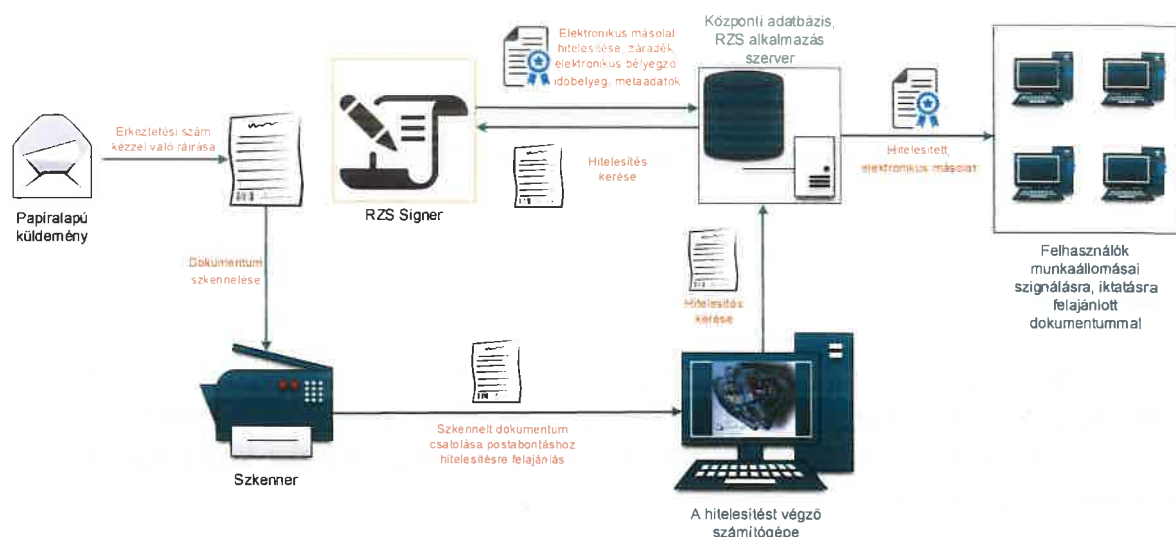 Elektronikus másolat
hitelesítése, záradék,
elektronikus bélyegző
időbélyeg, metaadatok
Központi adatbázis,
RZS alkalmazás
szerver
Érkeztetési szám
kézzel való ráírása
Papíralapú
küldemény
RZS Signer
Hitelesítés
kérése
Hitelesített,
elektronikus másolat
Felhasználók
munkaállomásai
szignálásra, iktatásra
felajánlott
dokumentummal
Dokumentum
szkennelése
Hitelesítés
kérése
Szkennelt dokumentum
csatolása postabontáshoz
hitelesítésre felajánlás
Szkenner
A hitelesítést végző
számítógépe